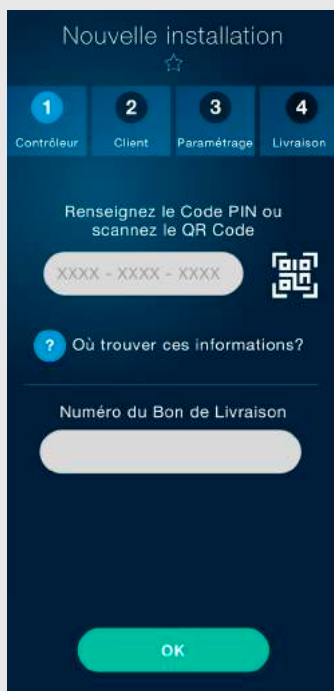 Nouvelle installation
1 2 3 4
Contrôleur Client Paramétrage Livraison
Renseignez le Code PIN ou
scannez le QR Code
XXXX - XXXX - XXXX
? Où trouver ces informations?
Numéro du Bon de Livraison
OK